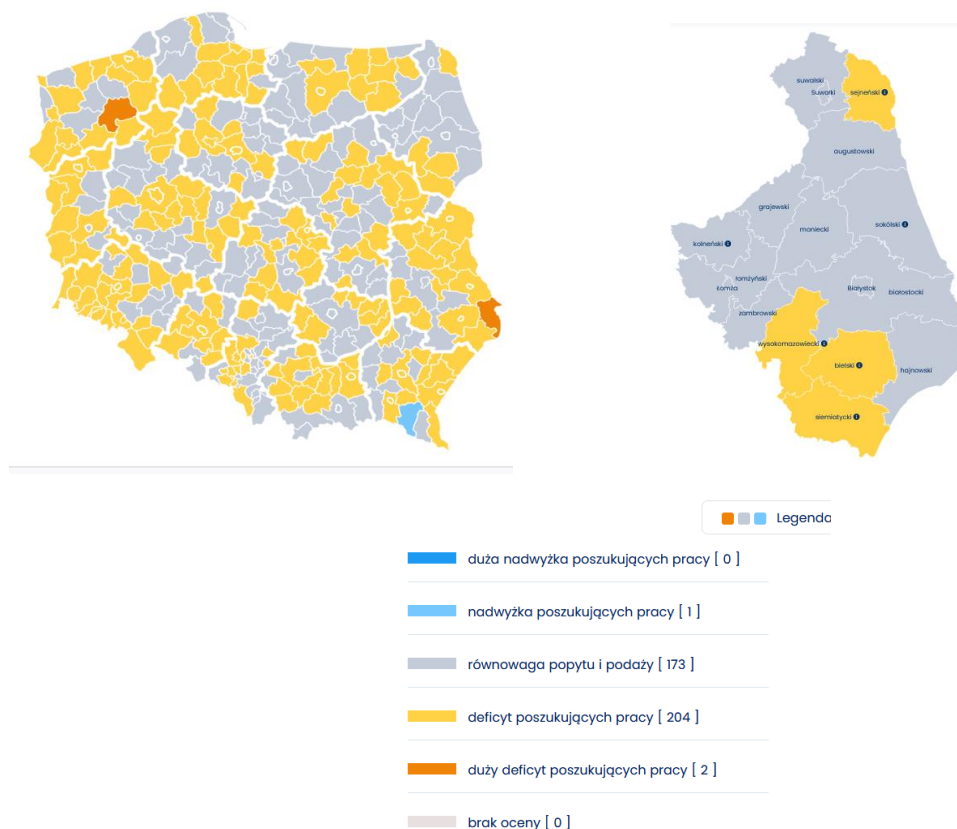 suwalski
Suwałki
sejneński
augustowski
grajewski
moniecki
sokólski
kolneński
łomżyński
Łomża
Białystok
białostocki
zambrowski
wysokomazowiecki
bielski
hajnowski
siemiatycki
Legenda
duża nadwyżka poszukujących pracy [ 0 ]
nadwyżka poszukujących pracy [ 1 ]
równowaga popytu i podaży [ 173 ]
deficyt poszukujących pracy [ 204 ]
duży deficyt poszukujących pracy [ 2 ]
brak oceny [ 0 ]